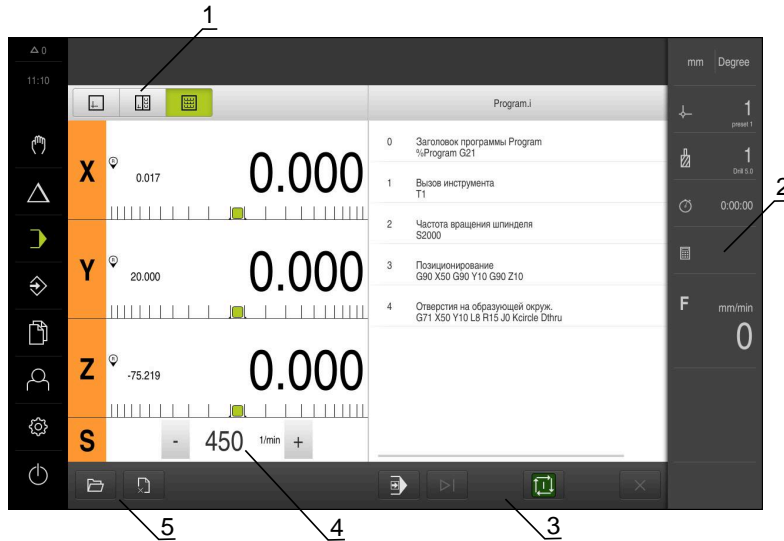 1
0
11:10
mm Degree
Program.i
1
preset 1
1
Drill 5.0
2
0:00:00
F mm/min
0
X R 0.017 0.000
Y R 20.000 0.000
Z R -75.219 0.000
S - 450 1/min +
0 Заголовок программы Program
%Program G21
1 Вызов инструмента
T1
2 Частота вращения шпинделя
S2000
3 Позиционирование
G90 X50 G90 Y10 G90 Z10
4 Отверстия на образующей окруж.
G71 X50 Y10 L8 R15 J0 Kcircle Dthru
5
4
3